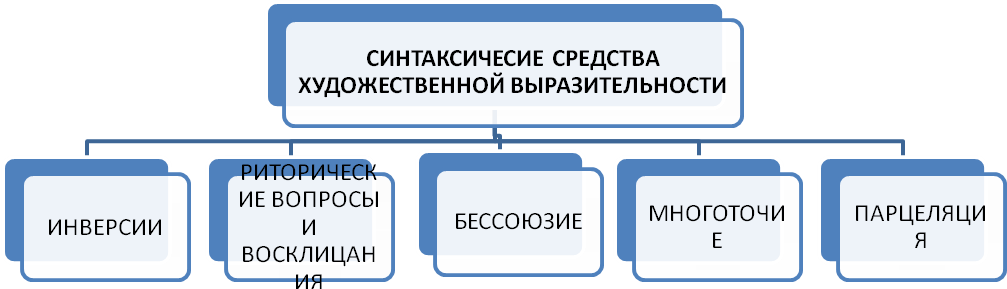 СИНТАКСИЧЕСИЕ СРЕДСТВА
ХУДОЖЕСТВЕННОЙ ВЫРАЗИТЕЛЬНОСТИ
ИНВЕРСИИ
РИТОРИЧЕСК
ИЕ ВОПРОСЫ
И
ВОСКЛИЦАН
ИЯ
БЕССОЮЗИЕ
МНОГОТОЧИ
Е
ПАРЦЕЛЯЦИ
Я